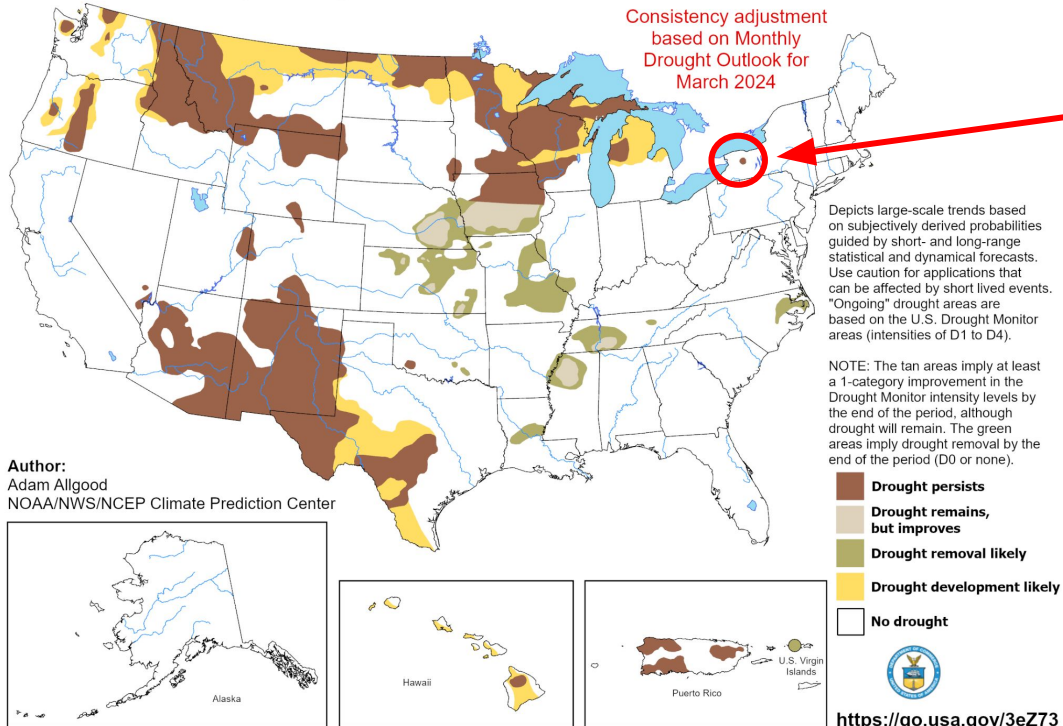 Consistency adjustment
based on Monthly
Drought Outlook for
March 2024
Depicts large-scale trends based
on subjectively derived probabilities
guided by short- and long-range
statistical and dynamical forecasts.
Use caution for applications that
can be affected by short lived events.
"Ongoing" drought areas are
based on the U.S. Drought Monitor
areas (intensities of D1 to D4).
NOTE: The tan areas imply at least
a 1-category improvement in the
Drought Monitor intensity levels by
the end of the period, although
drought will remain. The green
areas imply drought removal by the
end of the period (D0 or none).
Author:
Adam Allgood
NOAA/NWS/NCEP Climate Prediction Center
Drought persists
Drought remains,
but improves
Drought removal likely
Drought development likely
No drought
Alaska
Hawaii
Puerto Rico
U.S. Virgin
Islands
https://go.usa.gov/3eZ73